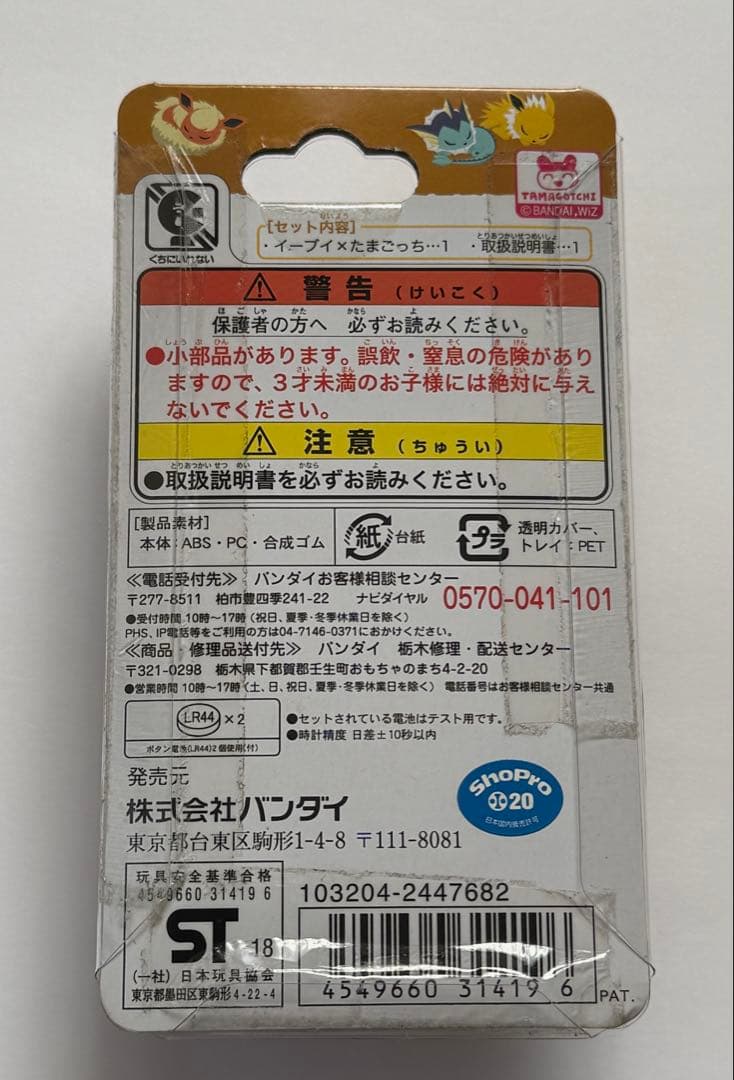 TAMAGOTCHI
©BANDAI,WiZ
くちにいれない
[セット内容]
・イーブイ×たまごっち…1 ・取扱説明書…1
警告(けいこく)
保護者の方へ 必ずお読みください。
●小部品があります。誤飲・窒息の危険があり
ますので、3才未満のお子様には絶対に与え
ないでください。
注意(ちゅうい)
●取扱説明書を必ずお読みください。
[製品素材]
本体:ABS・PC・合成ゴム
紙 台紙
プラ 透明カバー、
トレイ:PET
≪電話受付先≫ バンダイお客様相談センター
〒277-8511 柏市豊四季241-22 ナビダイヤル 0570-041-101
●受付時間 10時〜17時(祝日、夏季・冬季休業日を除く)
PHS、IP電話等をご利用の方は04-7146-0371におかけください。
≪商品・修理品送付先≫ バンダイ 栃木修理・配送センター
〒321-0298 栃木県下都賀郡壬生町おもちゃのまち4-2-20
●営業時間 10時〜17時(土、日、祝日、夏季・冬季休業日を除く) 電話番号はお客様相談センター共通
LR44 ×2
ボタン電池(LR44)2個使用(付)
●セットされている電池はテスト用です。
●時計精度 日差±10秒以内
発売元
株式会社バンダイ
東京都台東区駒形1-4-8 〒111-8081
ShoPro
20
日本国内販売許可
玩具安全基準合格
4549660 31419 6
ST 18
(一社)日本玩具協会
東京都墨田区東駒形4-22-4
103204-2447682
4549660 314196
PAT.